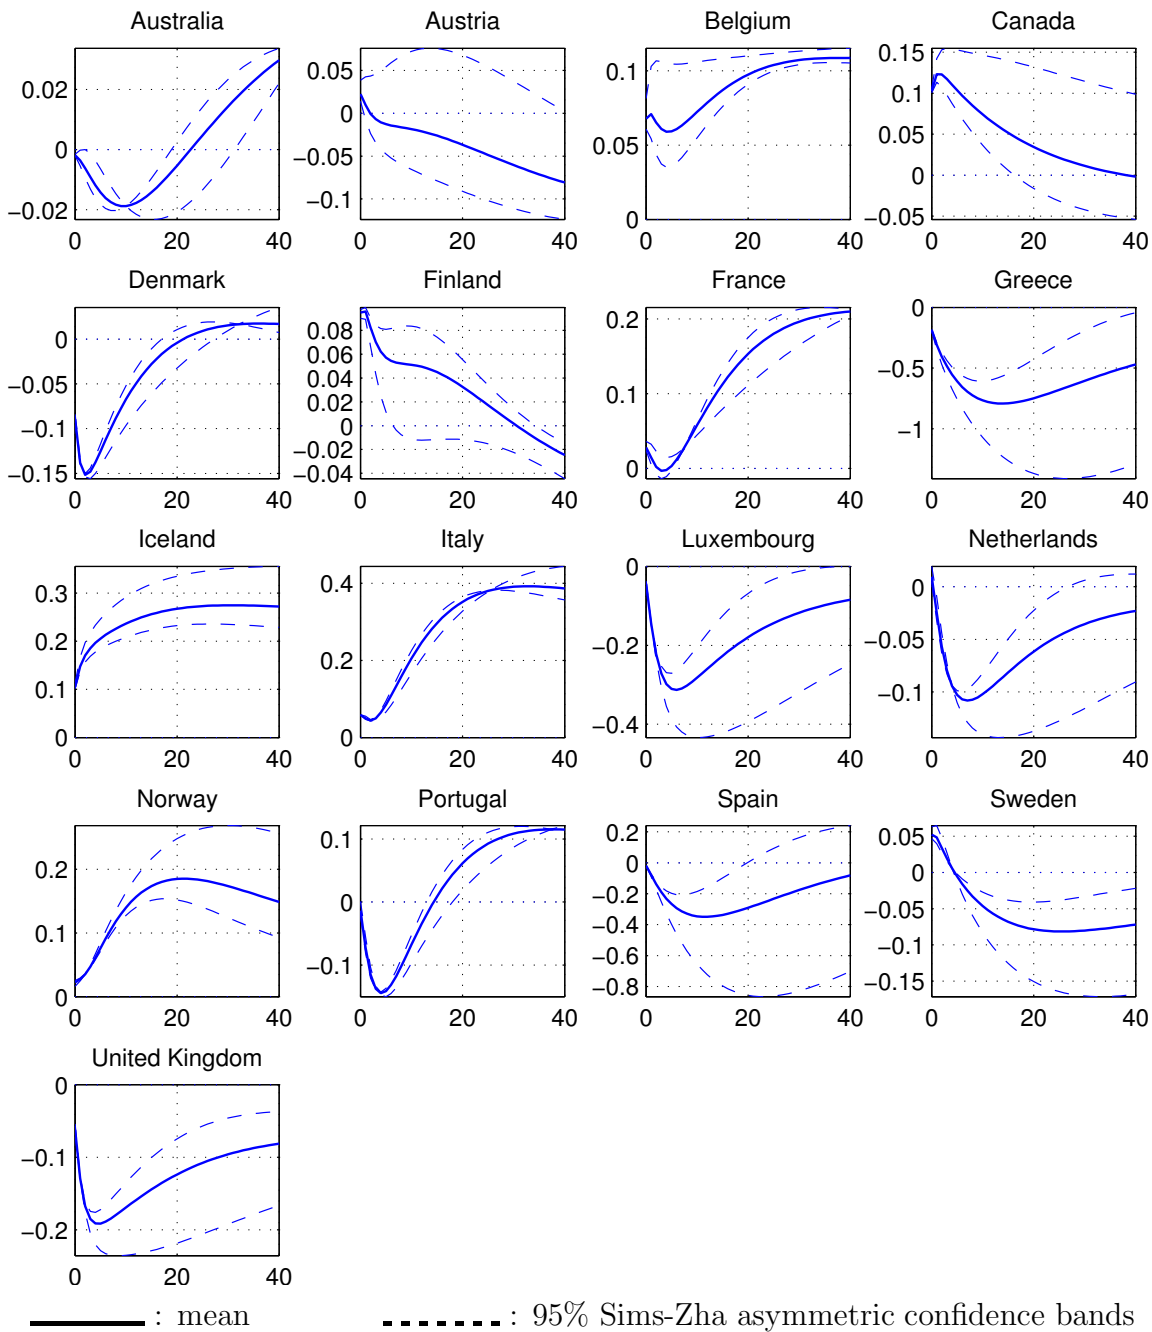 Australia Austria Belgium Canada
0.02 0 −0.02 0 20 40
0.05 0 −0.05 −0.1 0 20 40
0.1 0.05 0 0 20 40
0.15 0.1 0.05 0 −0.05 0 20 40
Denmark Finland France Greece
0 −0.05 −0.1 −0.15 0 20 40
0.08 0.06 0.04 0.02 0 −0.02 −0.04 0 20 40
0.2 0.1 0 0 20 40
0 −0.5 −1 0 20 40
Iceland Italy Luxembourg Netherlands
0.3 0.2 0.1 0 0 20 40
0.4 0.2 0 0 20 40
0 −0.2 −0.4 0 20 40
0 −0.05 −0.1 0 20 40
Norway Portugal Spain Sweden
0.2 0.1 0 0 20 40
0.1 0 −0.1 0 20 40
0.2 0 −0.2 −0.4 −0.6 −0.8 0 20 40
0.05 0 −0.05 −0.1 −0.15 0 20 40
United Kingdom
0 −0.1 −0.2 0 20 40
: mean : 95% Sims-Zha asymmetric confidence bands